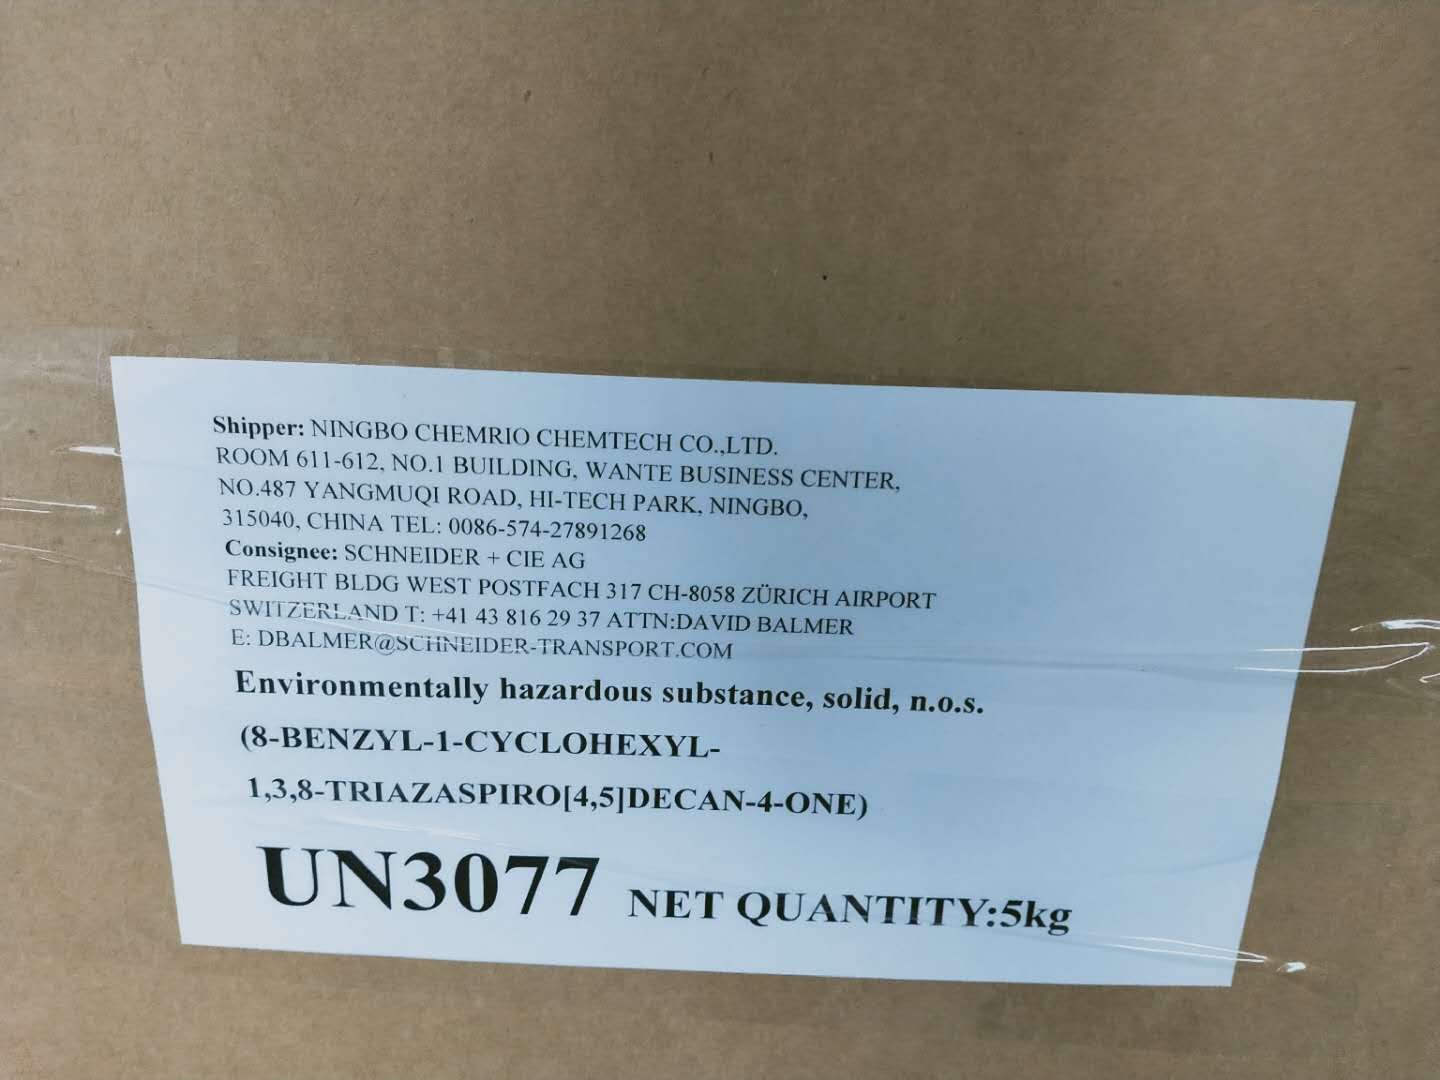 Shipper: NINGBO CHEMRIO CHEMTECH CO.,LTD.
ROOM 611-612, NO.1 BUILDING, WANTE BUSINESS CENTER,
NO.487 YANGMUQI ROAD, HI-TECH PARK, NINGBO,
315040, CHINA TEL: 0086-574-27891268
Consignee: SCHNEIDER + CIE AG
FREIGHT BLDG WEST POSTFACH 317 CH-8058 ZÜRICH AIRPORT
SWITZERLAND T: +41 43 816 29 37 ATTN:DAVID BALMER
E: DBALMER@SCHNEIDER-TRANSPORT.COM
Environmentally hazardous substance, solid, n.o.s.
(8-BENZYL-1-CYCLOHEXYL-
1,3,8-TRIAZASPIRO[4,5]DECAN-4-ONE)
UN3077 NET QUANTITY:5kg